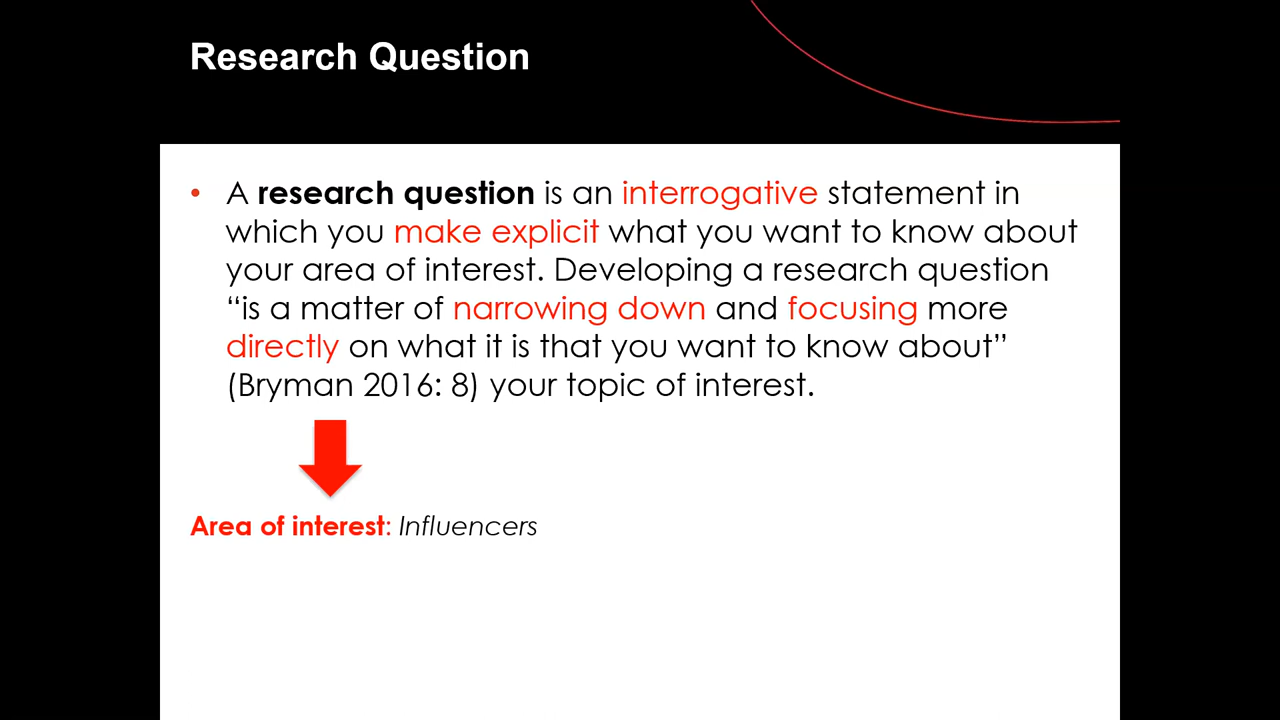 Research Question
• A research question is an interrogative statement in
which you make explicit what you want to know about
your area of interest. Developing a research question
“is a matter of narrowing down and focusing more
directly on what it is that you want to know about”
(Bryman 2016: 8) your topic of interest.
Area of interest: Influencers